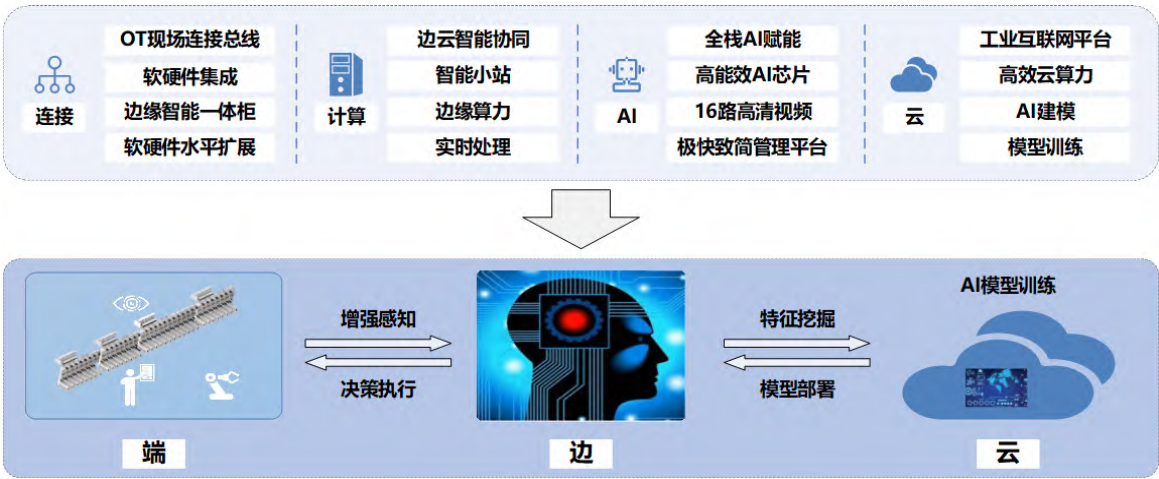 连接
OT现场连接总线
软硬件集成
边缘智能一体柜
软硬件水平扩展
计算
边云智能协同
智能小站
边缘算力
实时处理
AI
全栈AI赋能
高能效AI芯片
16路高清视频
极快致简管理平台
云
工业互联网平台
高效云算力
AI建模
模型训练
增强感知
决策执行
特征挖掘
模型部署
AI模型训练
端
边
云